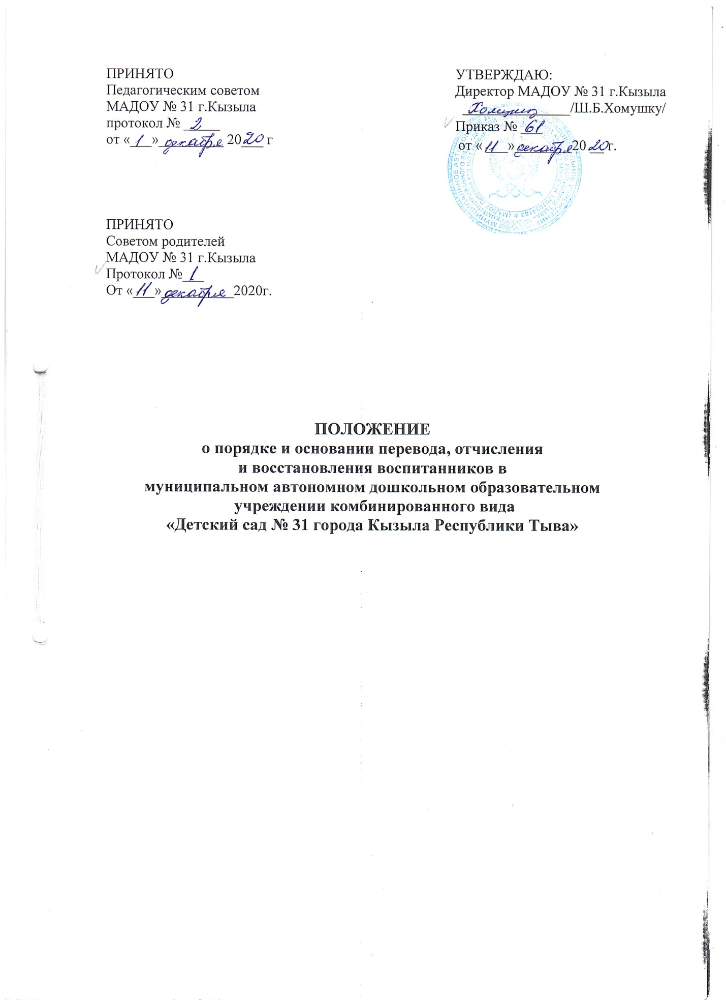 ПРИНЯТО
Педагогическим советом
МАДОУ № 31 г.Кызыла
протокол № 2
от «1» декабря 2020 г
УТВЕРЖДАЮ:
Директор МАДОУ № 31 г.Кызыла
/Ш.Б.Хомушку/
Приказ № 61
от «11» декабря 2020г.
ПРИНЯТО
Советом родителей
МАДОУ № 31 г.Кызыла
Протокол № 1
От «11» декабря 2020г.
ПОЛОЖЕНИЕ
о порядке и основании перевода, отчисления
и восстановления воспитанников в
муниципальном автономном дошкольном образовательном
учреждении комбинированного вида
«Детский сад № 31 города Кызыла Республики Тыва»